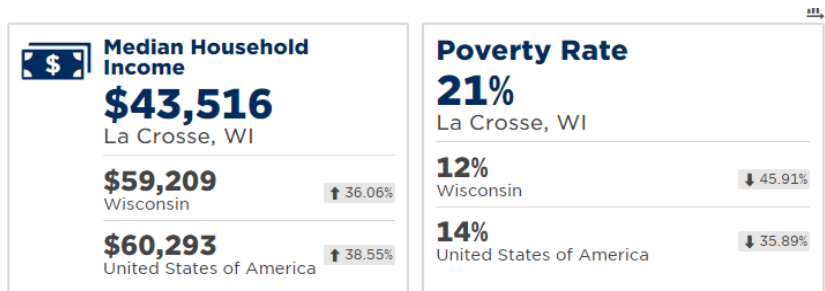 $
Median Household
Income
$43,516
La Crosse, WI
$59,209
Wisconsin
⬆ 36.06%
$60,293
United States of America
⬆ 38.55%
Poverty Rate
21%
La Crosse, WI
12%
Wisconsin
⬇ 45.91%
14%
United States of America
⬇ 35.89%